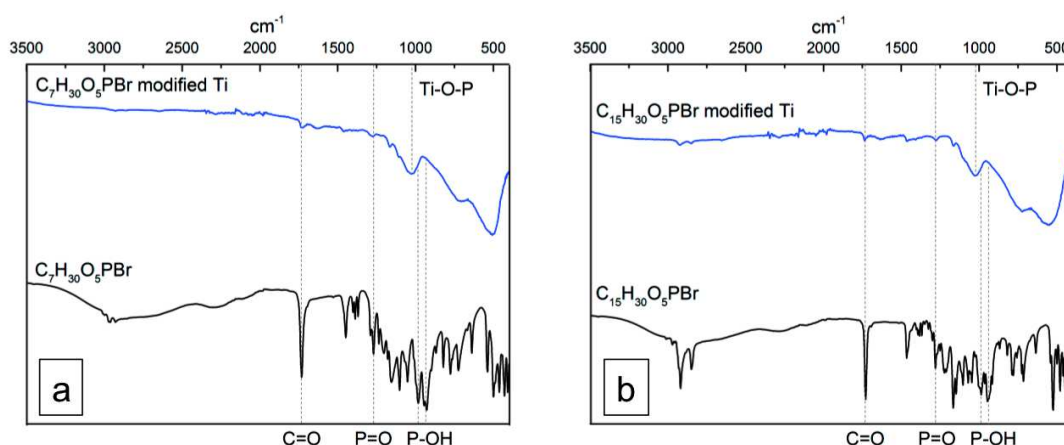 cm-1
3500 3000 2500 2000 1500 1000 500
C7H30O5PBr modified Ti
Ti-O-P
C7H30O5PBr
a
C=O P=O P-OH
cm-1
3500 3000 2500 2000 1500 1000 500
Ti-O-P
C15H30O5PBr modified Ti
C15H30O5PBr
b
C=O P=O P-OH